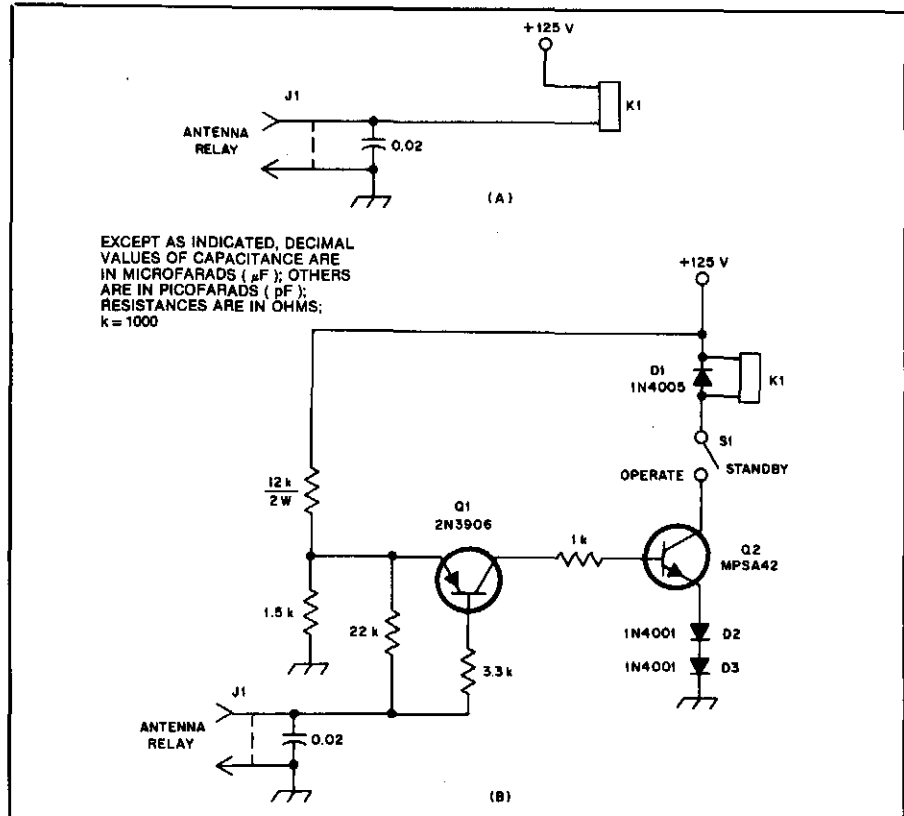 +125 V
J1
K1
ANTENNA
RELAY
0.02
(A)
EXCEPT AS INDICATED, DECIMAL
VALUES OF CAPACITANCE ARE
IN MICROFARADS ( µF ); OTHERS
ARE IN PICOFARADS ( pF );
RESISTANCES ARE IN OHMS;
k = 1000
+125 V
D1
1N4005
K1
S1
STANDBY
OPERATE
12 k
2 W
Q1
2N3906
1 k
Q2
MPSA42
1.5 k
22 k
3.3 k
1N4001 D2
1N4001 D3
J1
ANTENNA
RELAY
0.02
(B)